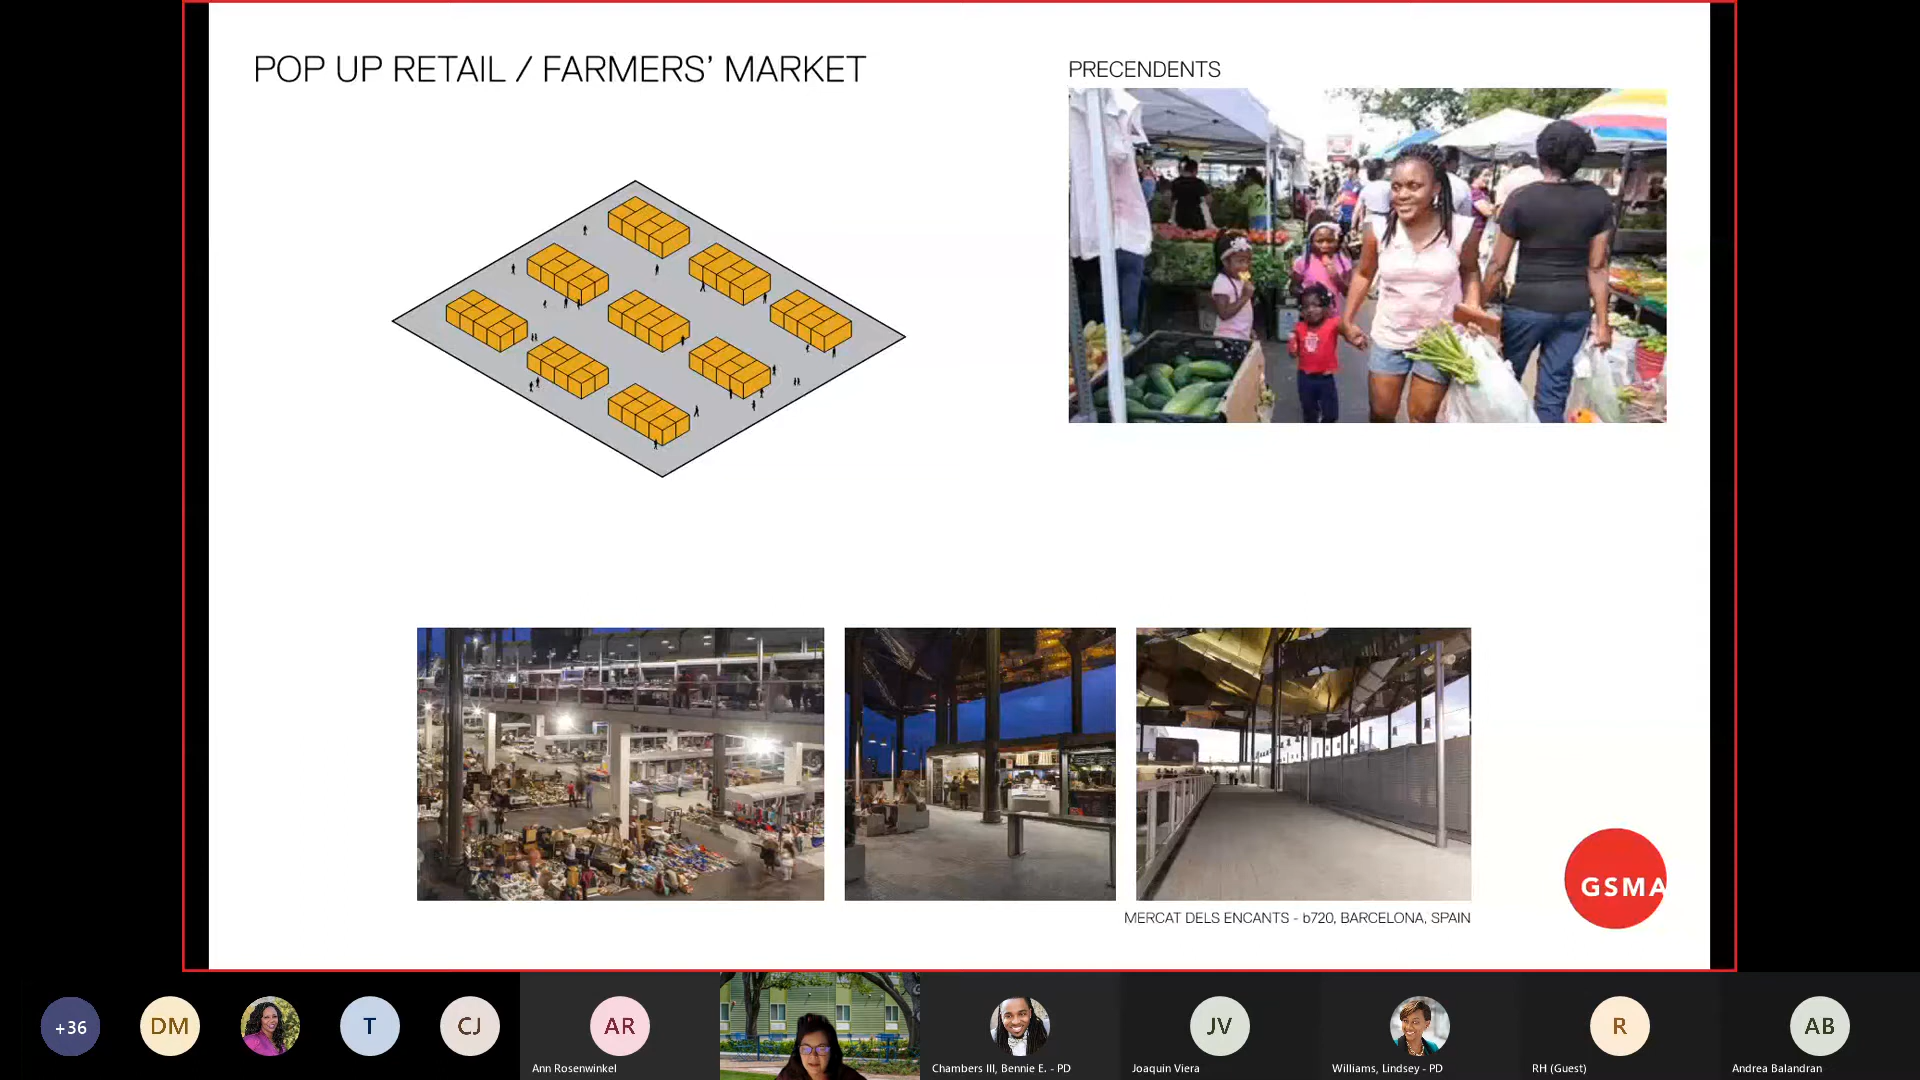 POP UP RETAIL / FARMERS’ MARKET
PRECENDENTS
MERCAT DELS ENCANTS - b720, BARCELONA, SPAIN
GSMA
+36
DM
T
CJ
AR
Ann Rosenwinkel
Chambers III, Bennie E. - PD
JV
Joaquin Viera
Williams, Lindsey - PD
R
RH (Guest)
AB
Andrea Balandran